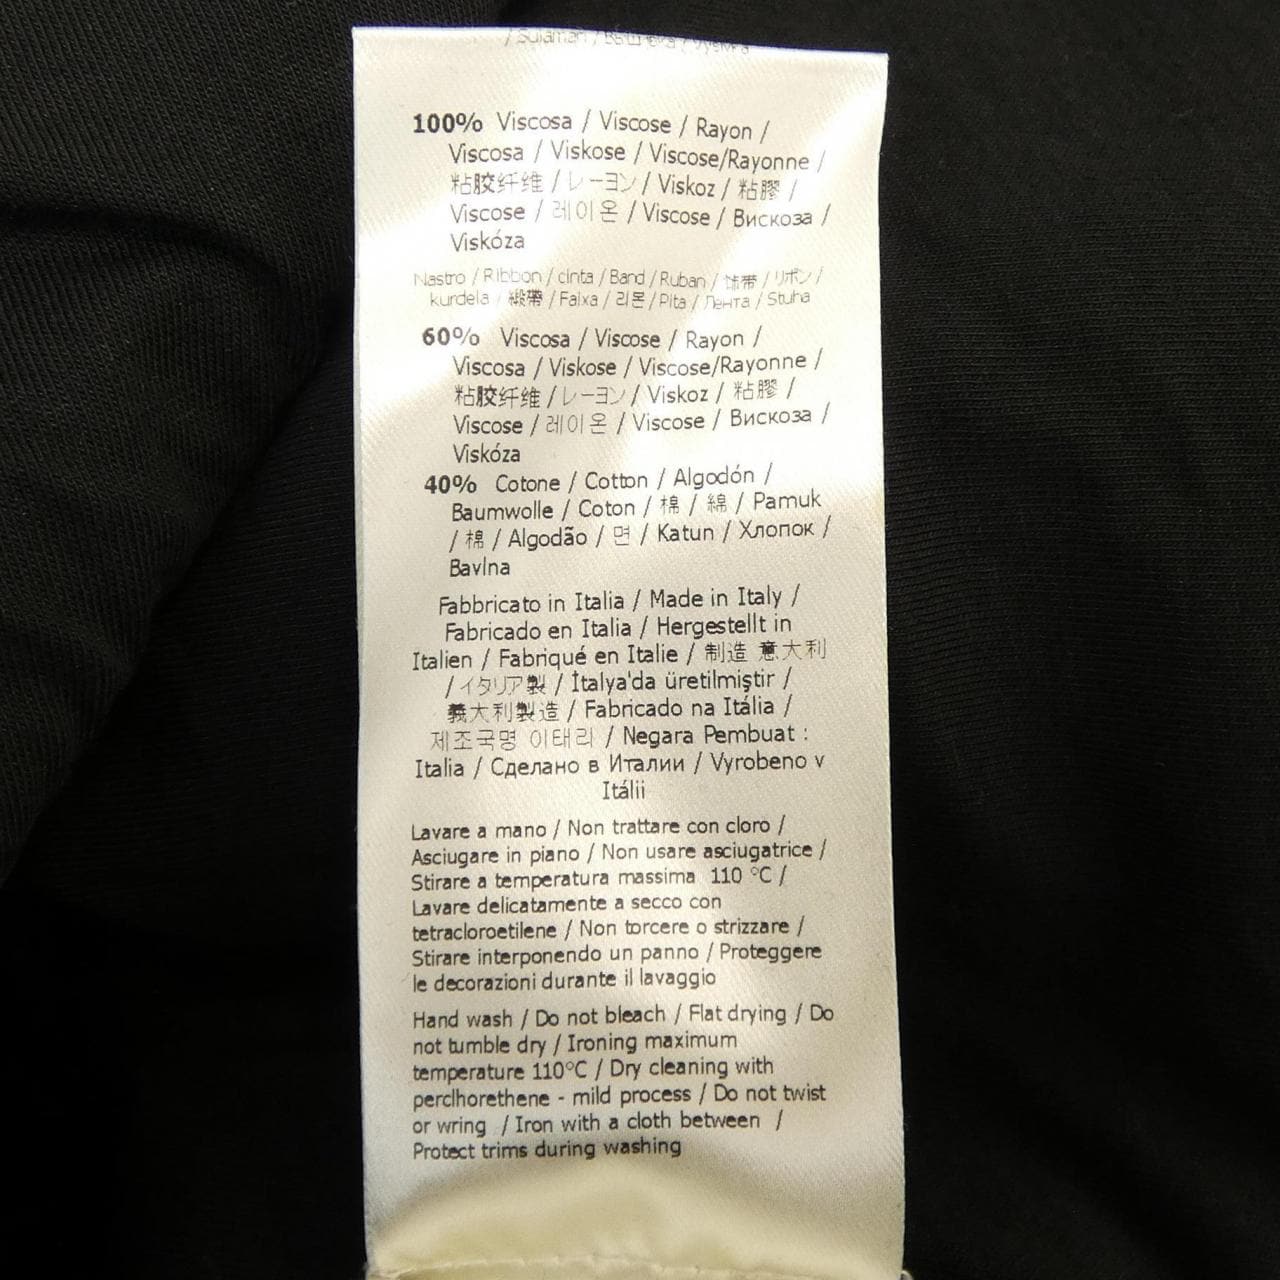 / Sulaman / Вышивка / Výšivka
100% Viscosa / Viscose / Rayon /
Viscosa / Viskose / Viscose/Rayonne /
粘胶纤维 / レーヨン / Viskoz / 粘膠 /
Viscose / 레이온 / Viscose / Вискоза /
Viskóza
Nastro / Ribbon / cinta / Band / Ruban / 饰带 / リボン /
kurdela / 緞帶 / Faixa / 리본 / Pita / Лента / Stuha
60% Viscosa / Viscose / Rayon /
Viscosa / Viskose / Viscose/Rayonne /
粘胶纤维 / レーヨン / Viskoz / 粘膠 /
Viscose / 레이온 / Viscose / Вискоза /
Viskóza
40% Cotone / Cotton / Algodón /
Baumwolle / Coton / 棉 / 綿 / Pamuk
/ 棉 / Algodão / 면 / Katun / Хлопок /
Bavlna
Fabbricato in Italia / Made in Italy /
Fabricado en Italia / Hergestellt in
Italien / Fabriqué en Italie / 制造 意大利
/ イタリア製 / İtalya'da üretilmiştir /
義大利製造 / Fabricado na Itália /
제조국명 이태리 / Negara Pembuat :
Italia / Сделано в Италии / Vyrobeno v
Itálii
Lavare a mano / Non trattare con cloro /
Asciugare in piano / Non usare asciugatrice /
Stirare a temperatura massima 110 °C /
Lavare delicatamente a secco con
tetracloroetilene / Non torcere o strizzare /
Stirare interponendo un panno / Proteggere
le decorazioni durante il lavaggio
Hand wash / Do not bleach / Flat drying / Do
not tumble dry / Ironing maximum
temperature 110°C / Dry cleaning with
perclhorethene - mild process / Do not twist
or wring / Iron with a cloth between /
Protect trims during washing